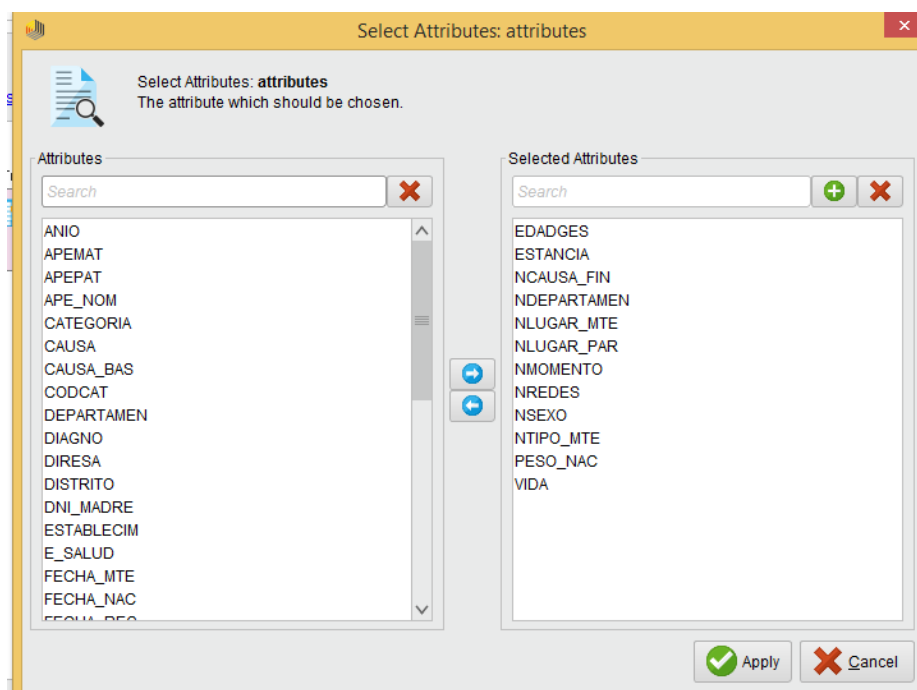 Select Attributes: attributes
Select Attributes: attributes
The attribute which should be chosen.
Attributes
Search
ANIO
APEMAT
APEPAT
APE_NOM
CATEGORIA
CAUSA
CAUSA_BAS
CODCAT
DEPARTAMEN
DIAGNO
DIRESA
DISTRITO
DNI_MADRE
ESTABLECIM
E_SALUD
FECHA_MTE
FECHA_NAC
Selected Attributes
Search
EDADGES
ESTANCIA
NCAUSA_FIN
NDEPARTAMEN
NLUGAR_MTE
NLUGAR_PAR
NMOMENTO
NREDES
NSEXO
NTIPO_MTE
PESO_NAC
VIDA
Apply
Cancel